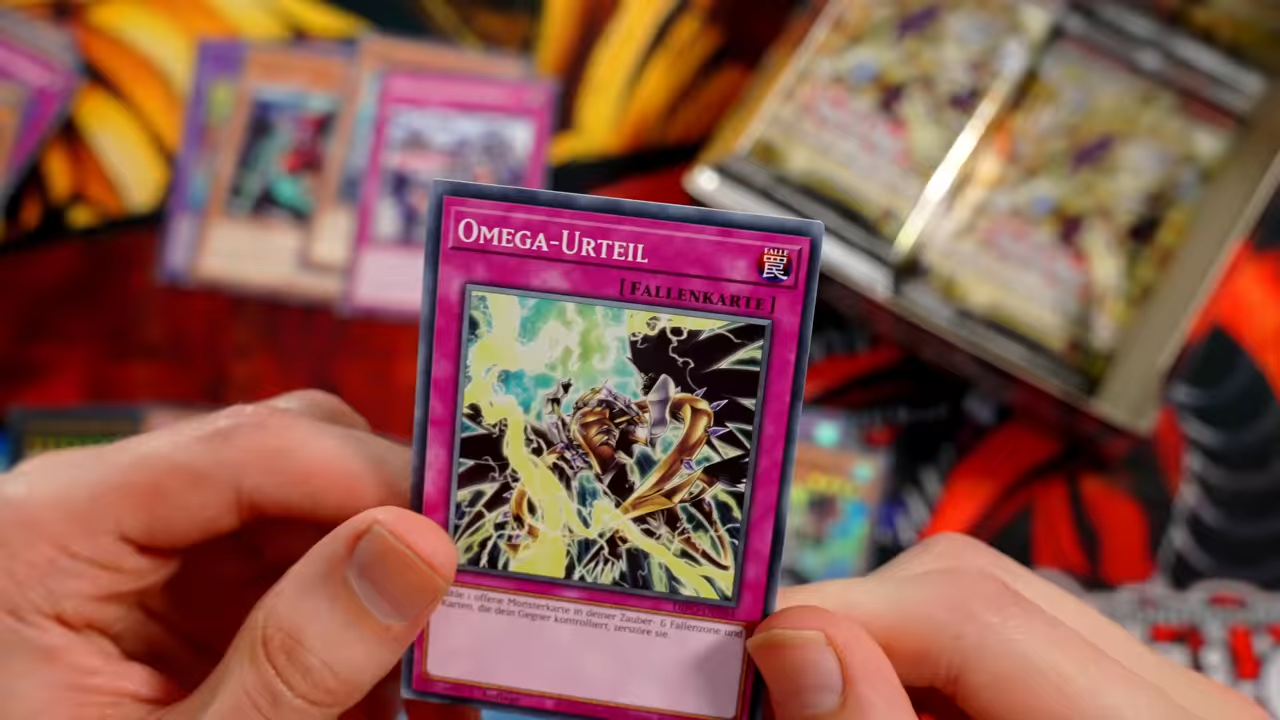 Omega-Urteil
FALLE
罠
[Fallenkarte]
1 offene Monsterkarte in deiner Zauber- & Fallenzone und
Karten, die dein Gegner kontrolliert, zerstöre sie.